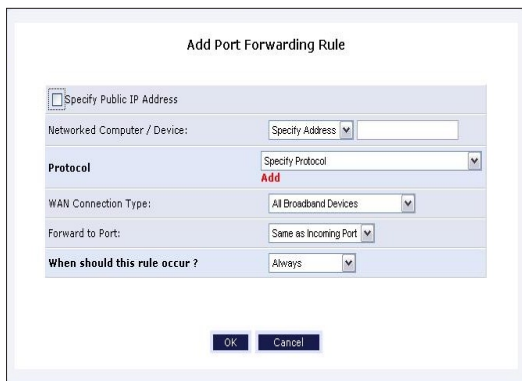 Add Port Forwarding Rule
Specify Public IP Address
Networked Computer / Device: Specify Address
Protocol Specify Protocol
Add
WAN Connection Type: All Broadband Devices
Forward to Port: Same as Incoming Port
When should this rule occur ? Always
OK Cancel